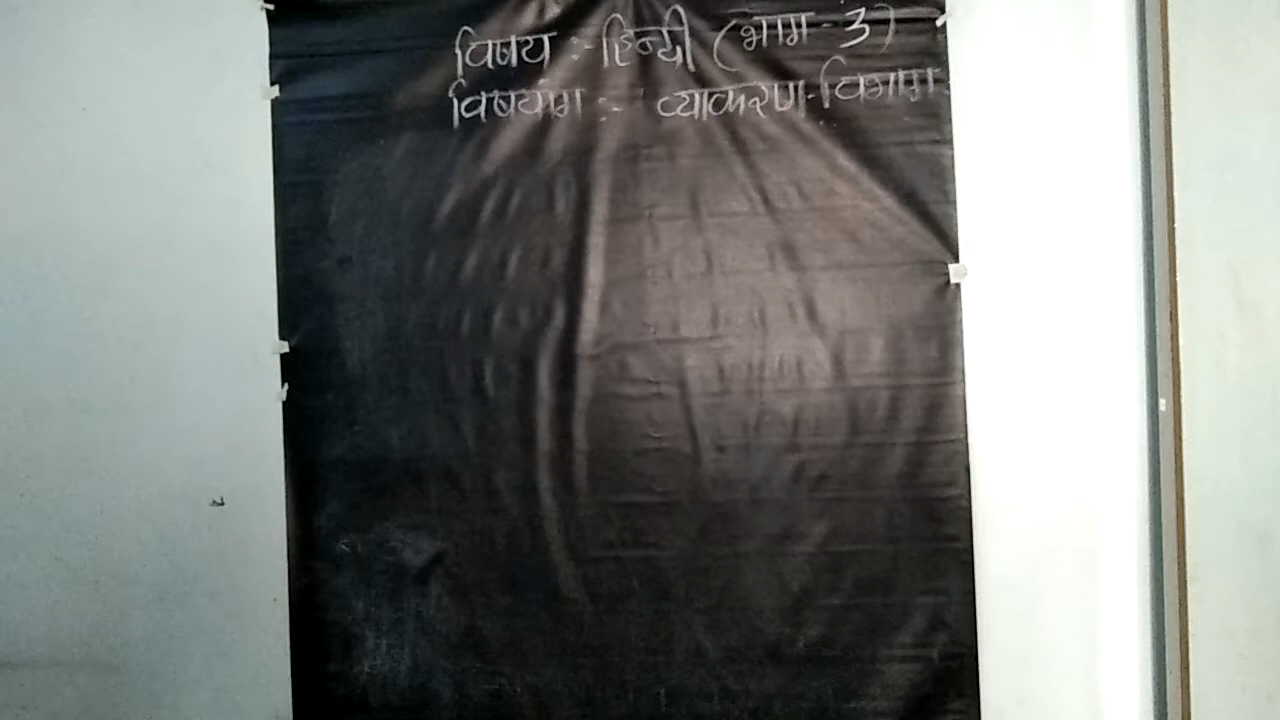 विषय :- हिन्दी (भाग - 3)
विषयांग :- व्याकरण-विभाग